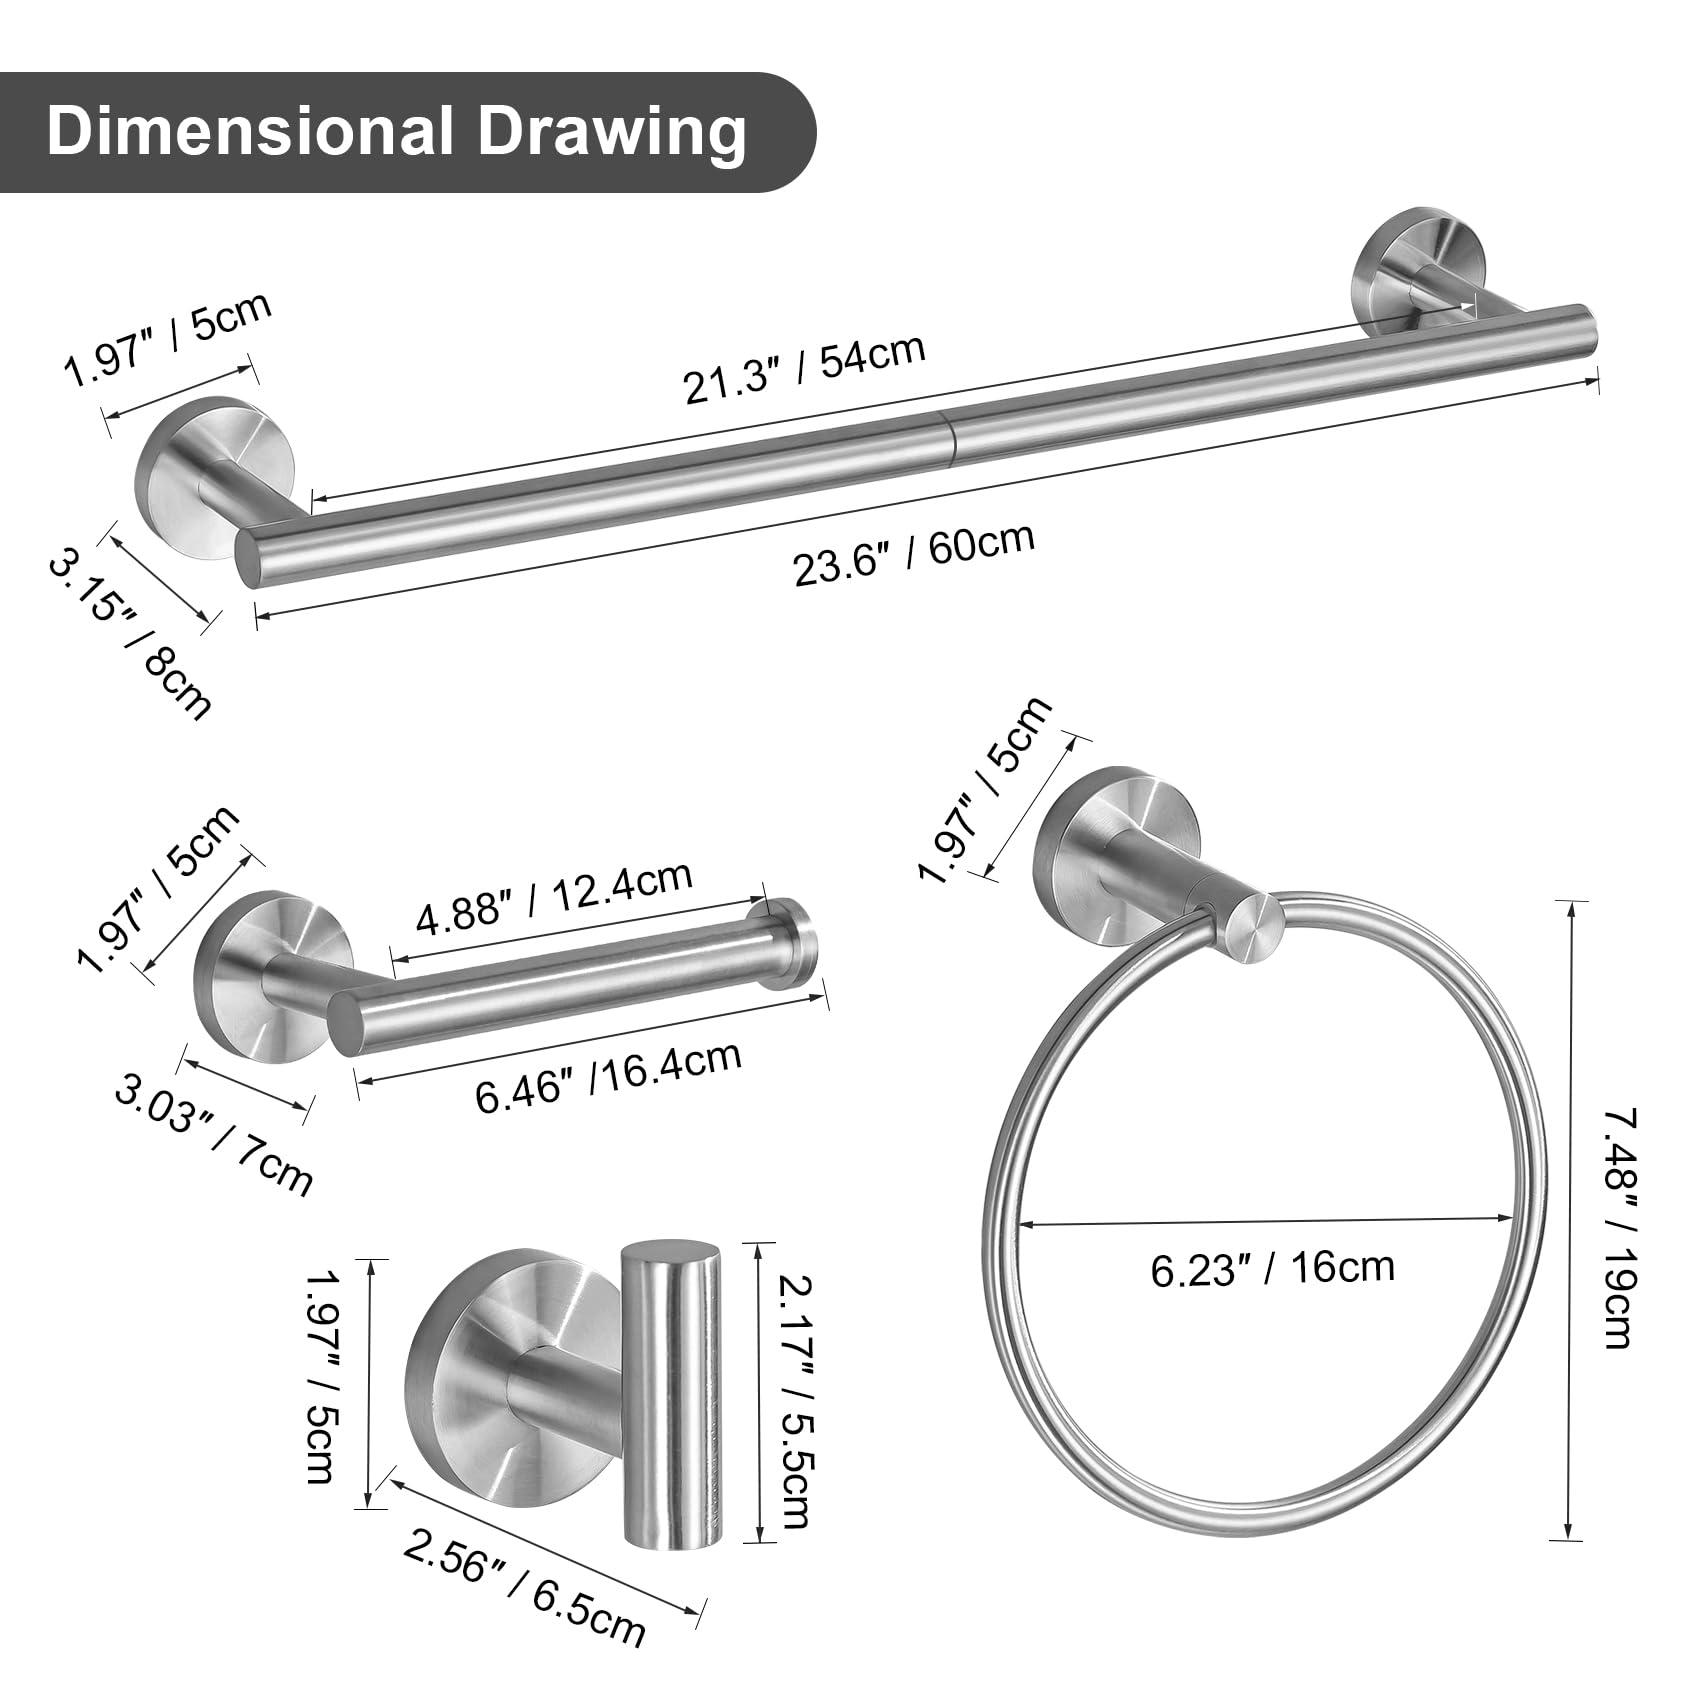 Dimensional Drawing
1.97" / 5cm
21.3" / 54cm
23.6" / 60cm
3.15" / 8cm
1.97" / 5cm
4.88" / 12.4cm
6.46" /16.4cm
3.03" / 7cm
1.97" / 5cm
7.48" / 19cm
6.23" / 16cm
1.97" / 5cm
2.17" / 5.5cm
2.56" / 6.5cm